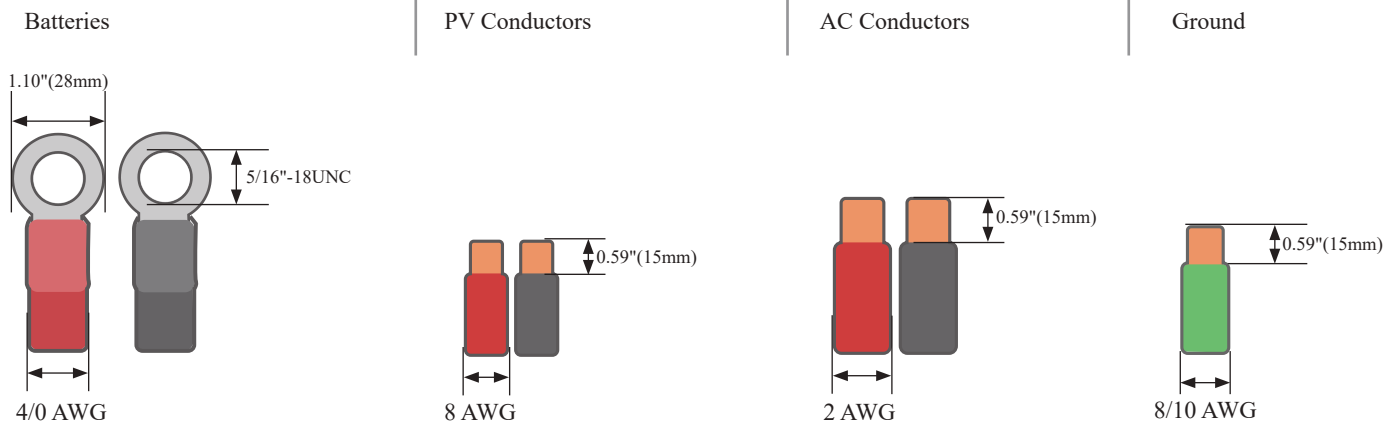 Batteries
PV Conductors
AC Conductors
Ground
1.10"(28mm)
5/16"-18UNC
0.59"(15mm)
0.59"(15mm)
0.59"(15mm)
4/0 AWG
8 AWG
2 AWG
8/10 AWG